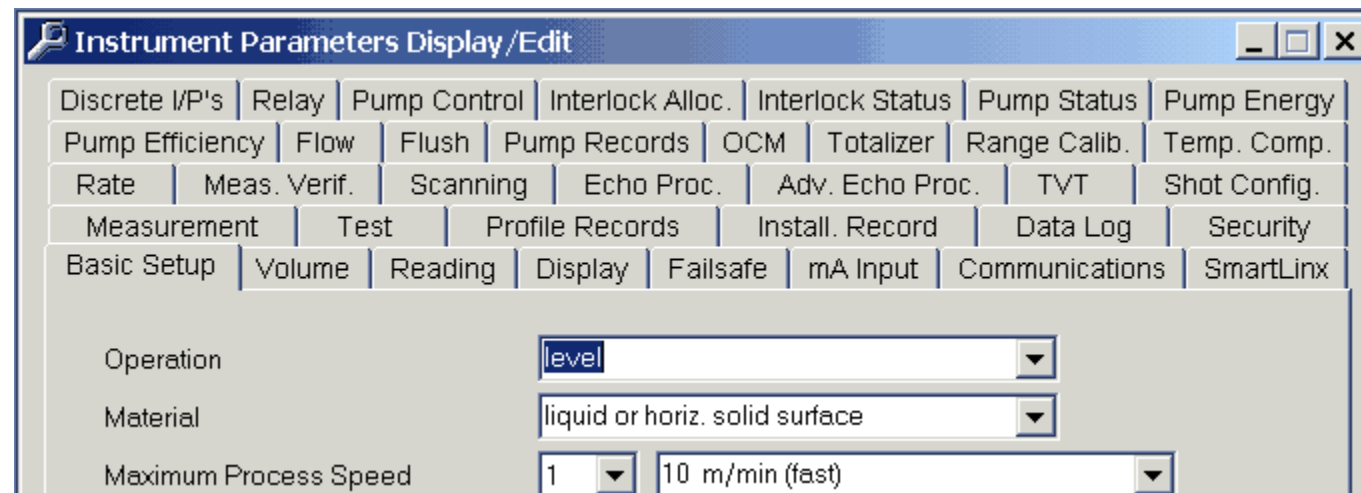 Instrument Parameters Display/Edit
Discrete I/P's Relay Pump Control Interlock Alloc. Interlock Status Pump Status Pump Energy
Pump Efficiency Flow Flush Pump Records OCM Totalizer Range Calib. Temp. Comp.
Rate Meas. Verif. Scanning Echo Proc. Adv. Echo Proc. TVT Shot Config.
Measurement Test Profile Records Install. Record Data Log Security
Basic Setup Volume Reading Display Failsafe mA Input Communications SmartLinx
Operation level
Material liquid or horiz. solid surface
Maximum Process Speed 1 10 m/min (fast)